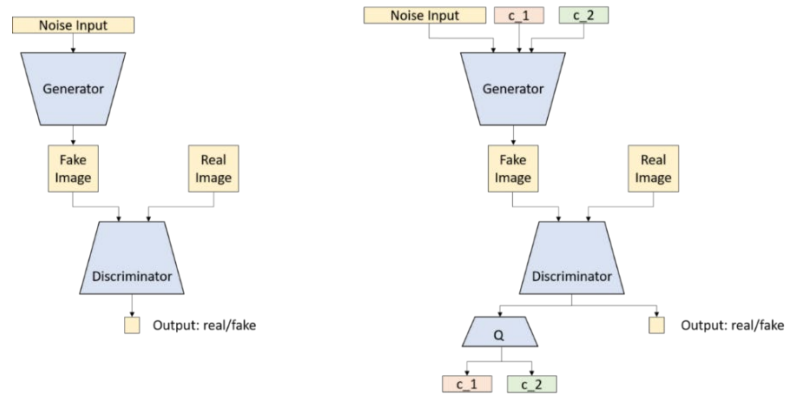 Noise Input
Generator
Fake
Image
Real
Image
Discriminator
Output: real/fake
Noise Input
c_1
c_2
Generator
Fake
Image
Real
Image
Discriminator
Q
Output: real/fake
c_1
c_2